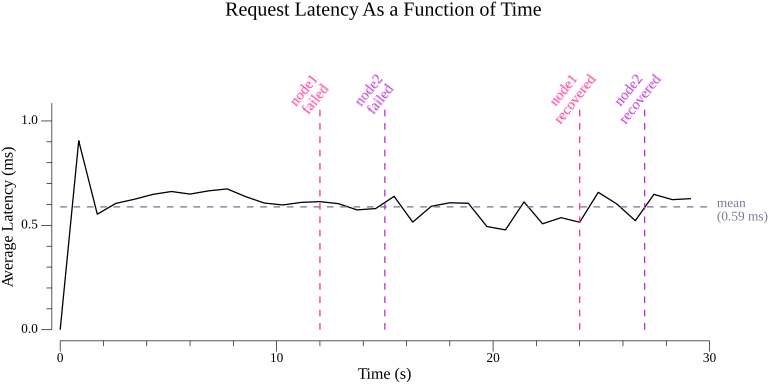 Request Latency As a Function of Time
node1
failed
node2
failed
node1
recovered
node2
recovered
1.0
0.5
0.0
Average Latency (ms)
mean
(0.59 ms)
0
10
20
30
Time (s)